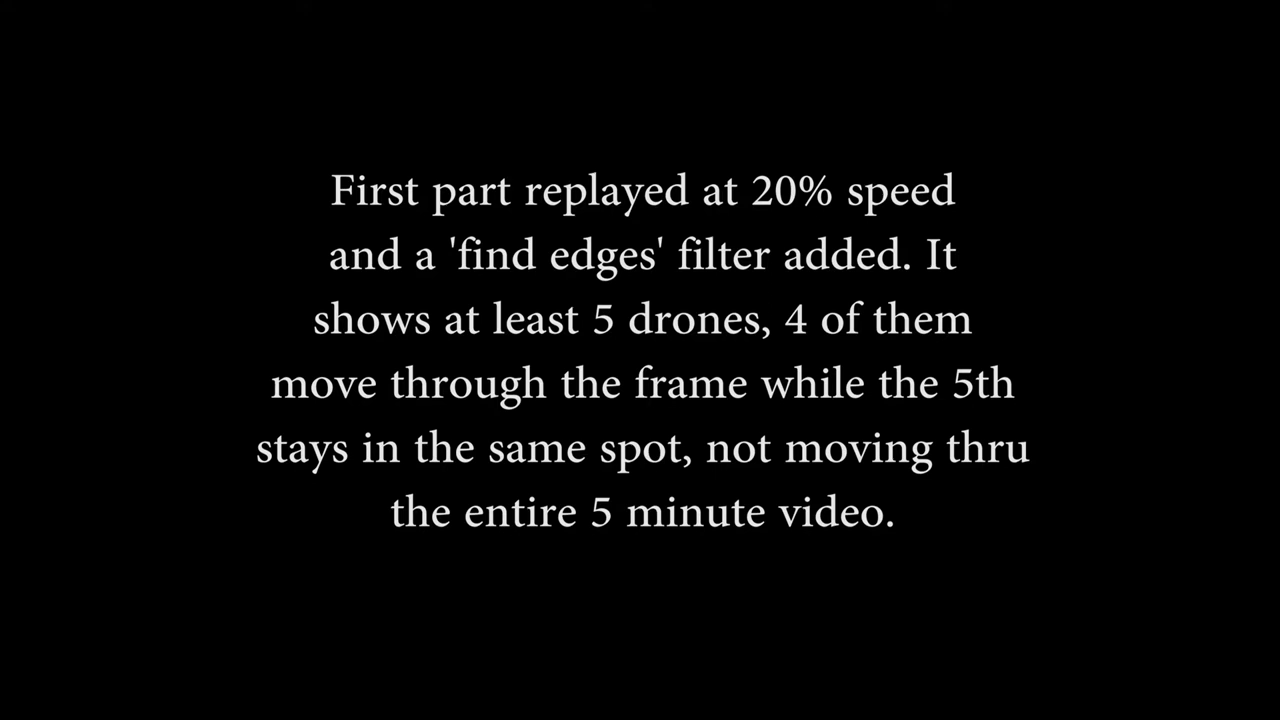 First part replayed at 20% speed
and a 'find edges' filter added. It
shows at least 5 drones, 4 of them
move through the frame while the 5th
stays in the same spot, not moving thru
the entire 5 minute video.